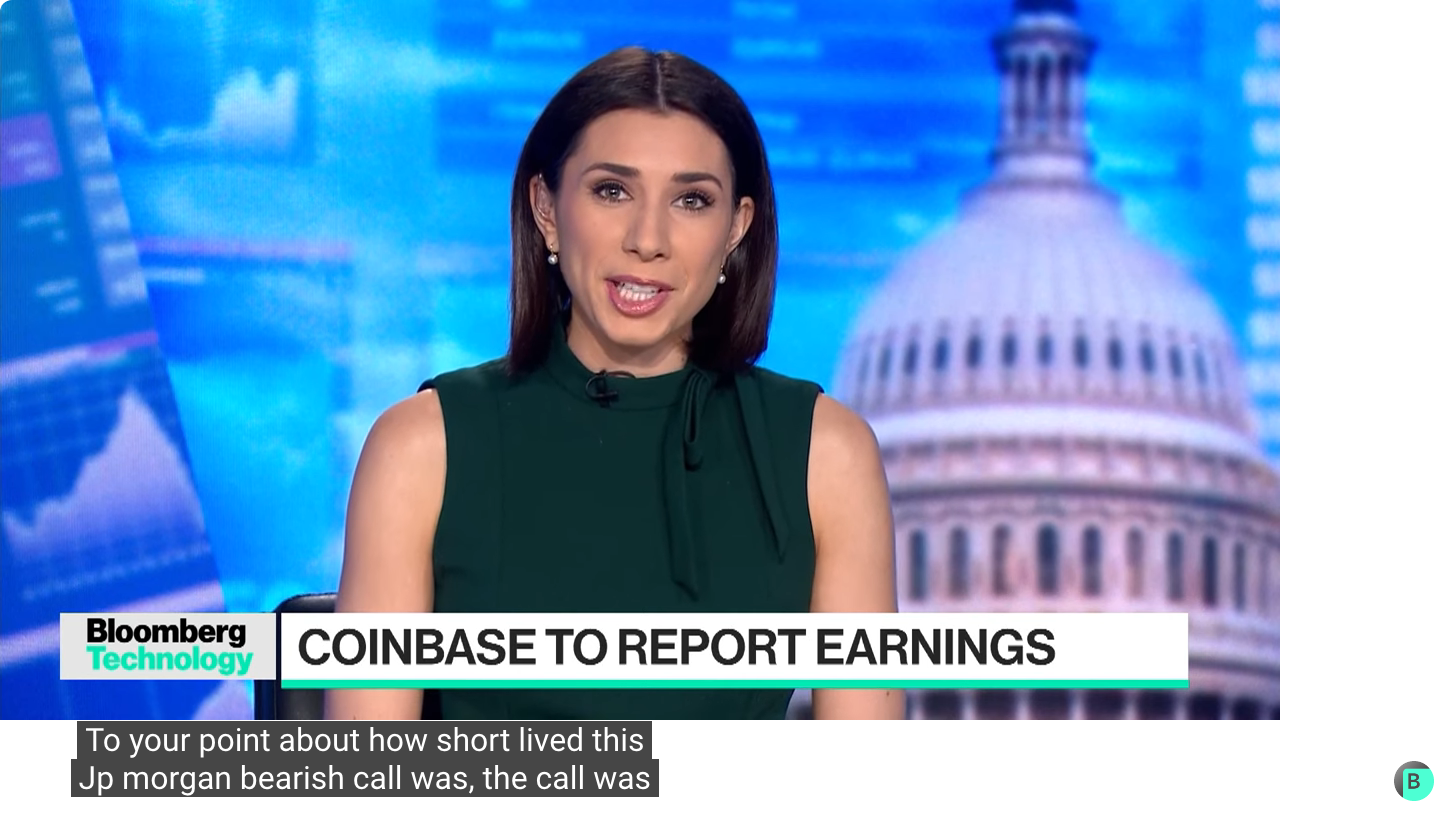 Bloomberg
Technology
COINBASE TO REPORT EARNINGS
To your point about how short lived this
Jp morgan bearish call was, the call was
B